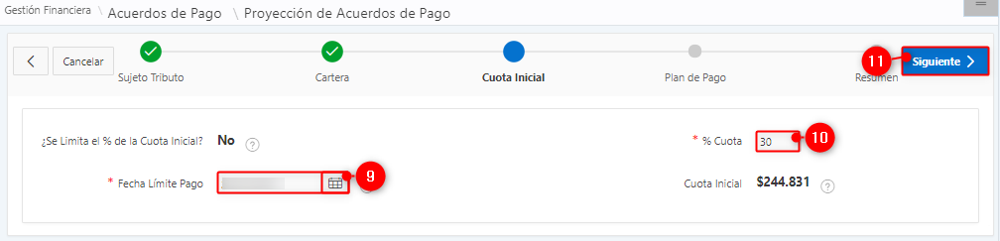 Gestión Financiera \ Acuerdos de Pago \ Proyección de Acuerdos de Pago
Cancelar
Sujeto Tributo
Cartera
Cuota Inicial
Plan de Pago
Resumen
11
Siguiente
¿Se Limita el % de la Cuota Inicial? No ?
* % Cuota 30 10
* Fecha Límite Pago 9
Cuota Inicial $244.831 ?